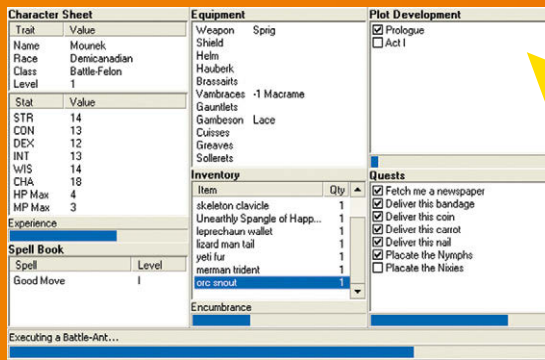 Character Sheet
Trait Value
Name Mounek
Race Demicanadian
Class Battle-Felon
Level 1
Stat Value
STR 14
CON 13
DEX 12
INT 13
WIS 14
CHA 18
HP Max 4
MP Max 3
Experience
Spell Book
Spell Level
Good Move I
Equipment
Weapon Sprig
Shield
Helm
Hauberk
Brassairts
Vambraces -1 Macrame
Gauntlets
Gambeson Lace
Cuisses
Greaves
Sollerets
Inventory
Item Qty
skeleton clavicle 1
Unearthly Spangle of Happ... 1
leprechaun wallet 1
lizard man tail 1
yeti fur 1
merman trident 1
orc snout 1
Encumbrance
Plot Development
Prologue
Act I
Quests
Fetch me a newspaper
Deliver this bandage
Deliver this coin
Deliver this carrot
Deliver this nail
Placate the Nymphs
Placate the Nixies
Executing a Battle-Ant...